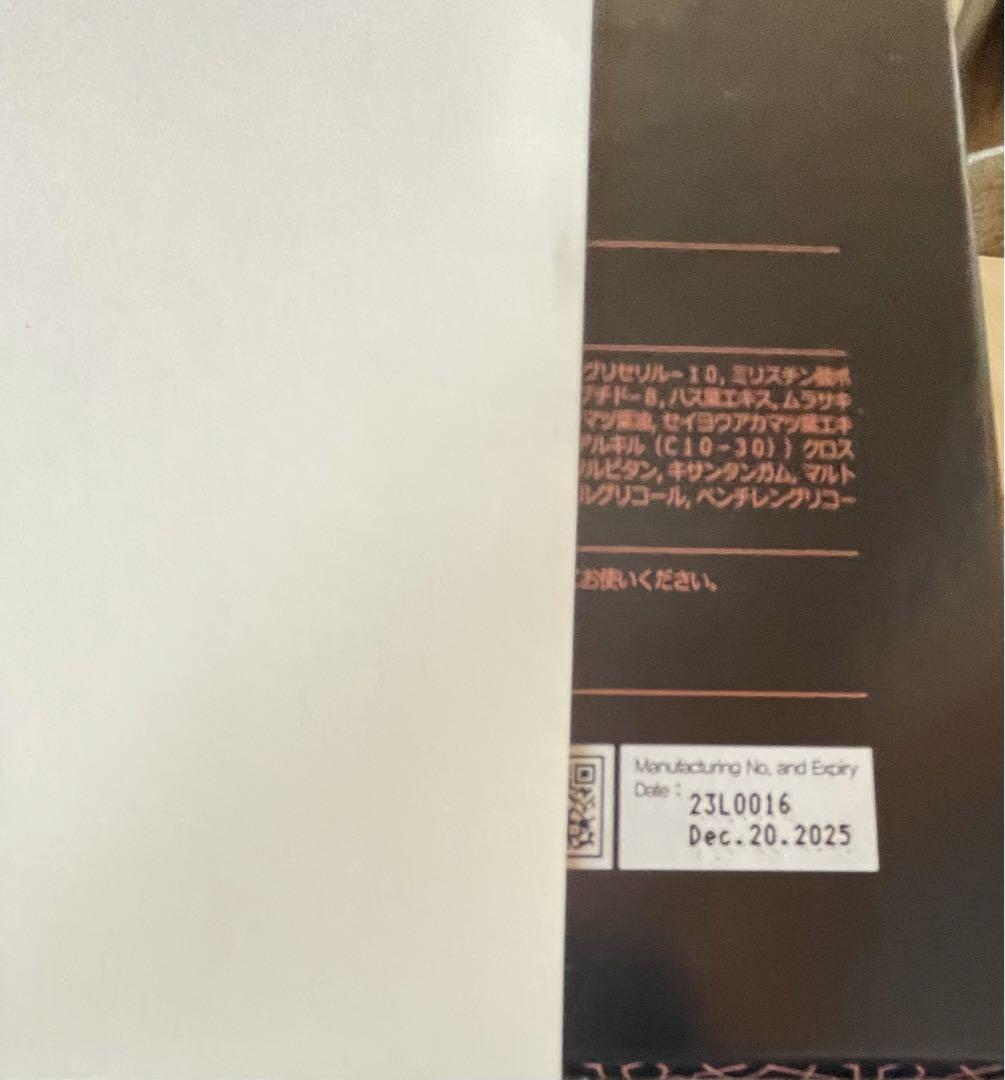 グリセリル-10, ミリスチン酸
チド-8, ハス葉エキス, ムラサキ
マツ葉油, セイヨウアカマツ葉エキ
アルキル (C10-30)) クロス
ソルビタン, キサンタンガム, マルト
ルグリコール, ペンチレングリコー
にお使いください。
Manufacturing No. and Expiry
Date :
23L0016
Dec.20.2025